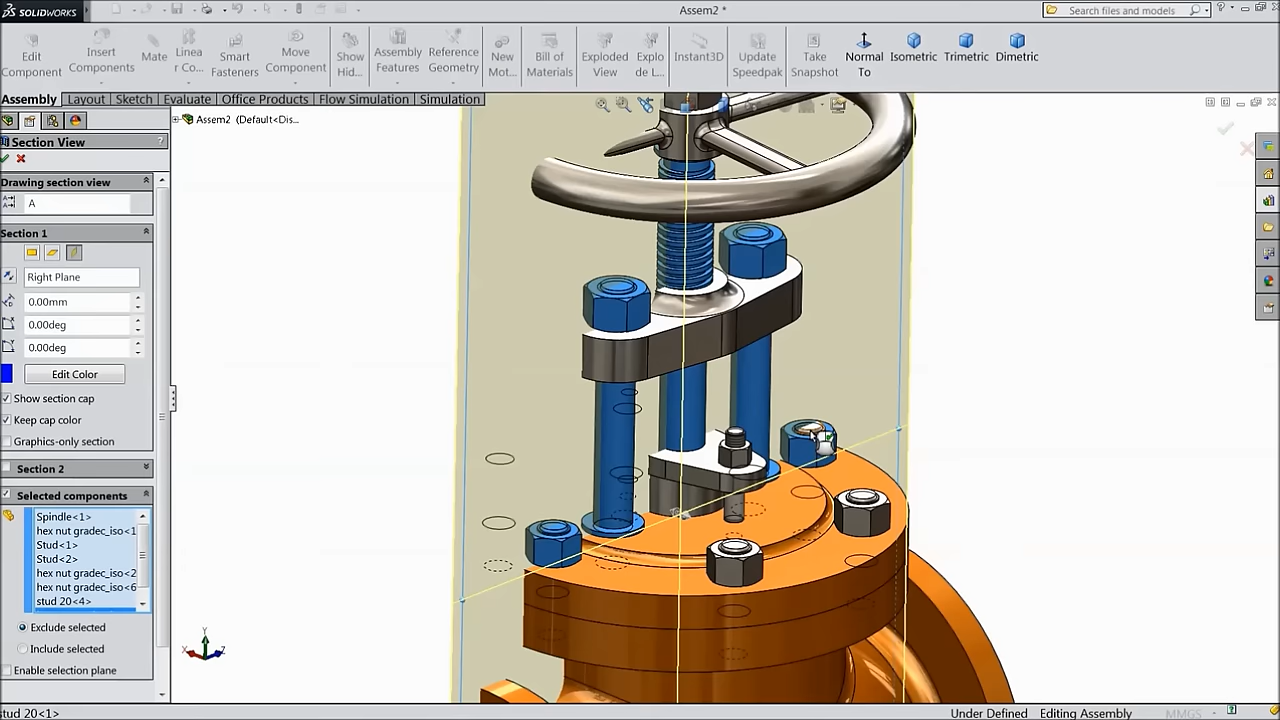 SOLIDWORKS
Assem2 *
Search files and models
Edit Component
Insert Components
Mate
Linea r Co...
Smart Fasteners
Move Component
Show Hid...
Assembly Features
Reference Geometry
New Mot...
Bill of Materials
Exploded View
Explo de L...
Instant3D
Update Speedpak
Take Snapshot
Normal To
Isometric
Trimetric
Dimetric
Assembly
Layout
Sketch
Evaluate
Office Products
Flow Simulation
Simulation
Assem2 (Default<Dis...
Section View
?
Drawing section view
A
Section 1
Right Plane
0.00mm
0.00deg
0.00deg
Edit Color
Show section cap
Keep cap color
Graphics-only section
Section 2
Selected components
Spindle<1>
hex nut gradec_iso<1
Stud<1>
Stud<2>
hex nut gradec_iso<2
hex nut gradec_iso<6
stud 20<4>
Exclude selected
Include selected
Enable selection plane
Y
X
Z
stud 20<1>
Under Defined
Editing Assembly
MMGS